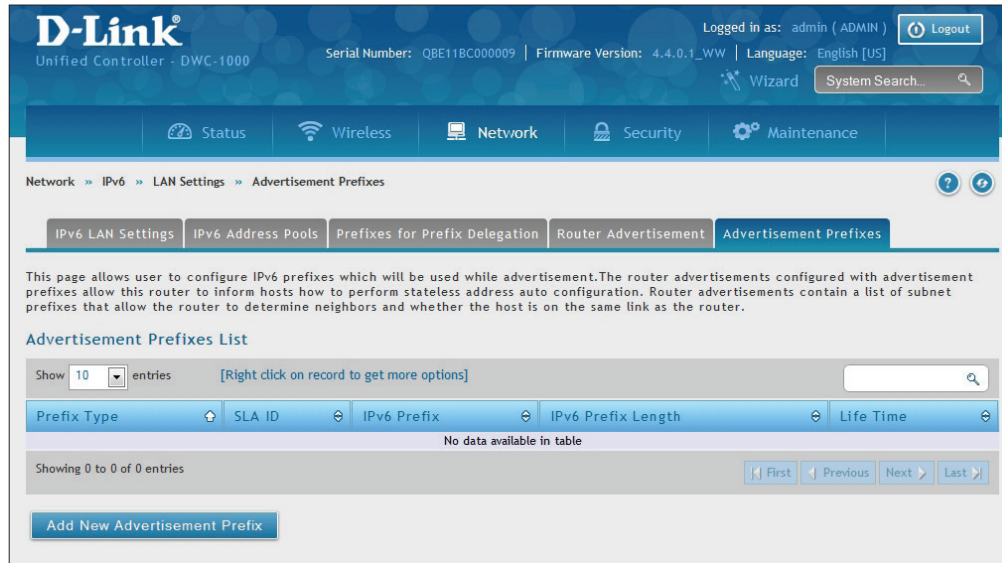 D-Link
Unified Controller - DWC-1000
Logged in as: admin ( ADMIN ) Logout
Serial Number: QBE11BC000009 | Firmware Version: 4.4.0.1_WW | Language: English [US]
Wizard System Search...
Status Wireless Network Security Maintenance
Network » IPv6 » LAN Settings » Advertisement Prefixes
IPv6 LAN Settings IPv6 Address Pools Prefixes for Prefix Delegation Router Advertisement Advertisement Prefixes
This page allows user to configure IPv6 prefixes which will be used while advertisement.The router advertisements configured with advertisement
prefixes allow this router to inform hosts how to perform stateless address auto configuration. Router advertisements contain a list of subnet
prefixes that allow the router to determine neighbors and whether the host is on the same link as the router.
Advertisement Prefixes List
Show 10 entries [Right click on record to get more options]
Prefix Type SLA ID IPv6 Prefix IPv6 Prefix Length Life Time
No data available in table
Showing 0 to 0 of 0 entries First Previous Next Last
Add New Advertisement Prefix